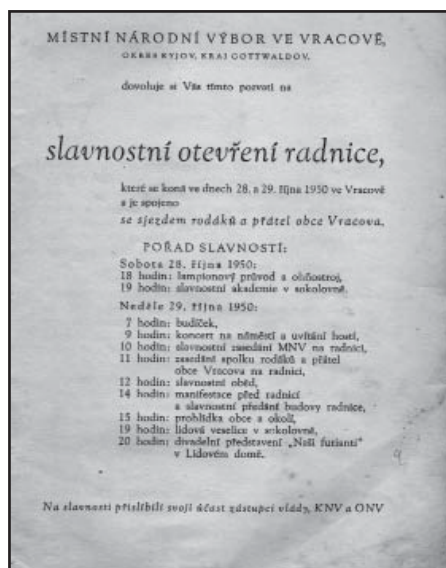 MÍSTNÍ NÁRODNÍ VÝBOR VE VRACOVĚ,
OKRES KYJOV, KRAJ GOTTWALDOV,
dovoluje si Vás tímto pozvati na
slavnostní otevření radnice,
které se koná ve dnech 28. a 29. října 1950 ve Vracově
a je spojeno
se sjezdem rodáků a přátel obce Vracova.
POŘAD SLAVNOSTÍ:
Sobota 28. října 1950:
18 hodin: lampionový průvod a ohňostroj,
19 hodin: slavnostní akademie v sokolovně.
Neděle 29. října 1950:
7 hodin: budíček,
9 hodin: koncert na náměstí a uvítání hostí,
10 hodin: slavnostní zasedání MNV na radnici,
11 hodin: zasedání spolku rodáků a přátel
obce Vracova na radnici,
12 hodin: slavnostní oběd,
14 hodin: manifestace před radnicí
a slavnostní předání budovy radnice,
15 hodin: prohlídka obce a okolí,
19 hodin: lidová veselice v sokolovně,
20 hodin: divadelní představení „Naši furianti"
v Lidovém domě.
Na slavnosti přislíbili svoji účast zástupci vlády, KNV a ONV